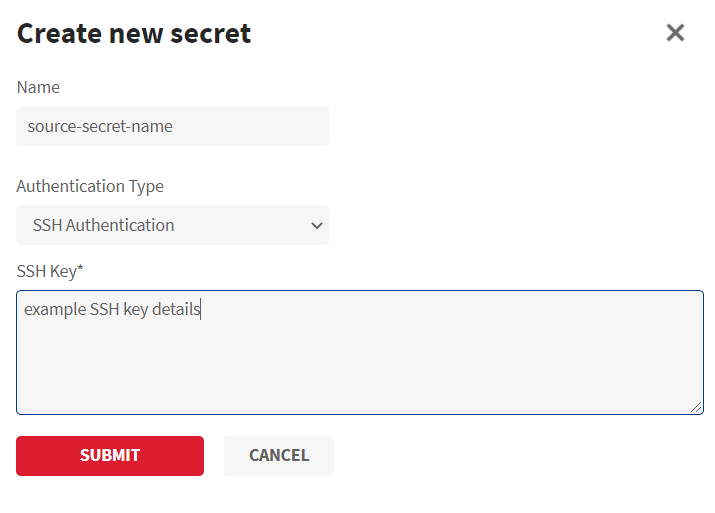 Create new secret
Name
source-secret-name
Authentication Type
SSH Authentication
SSH Key*
example SSH key details
SUBMIT
CANCEL